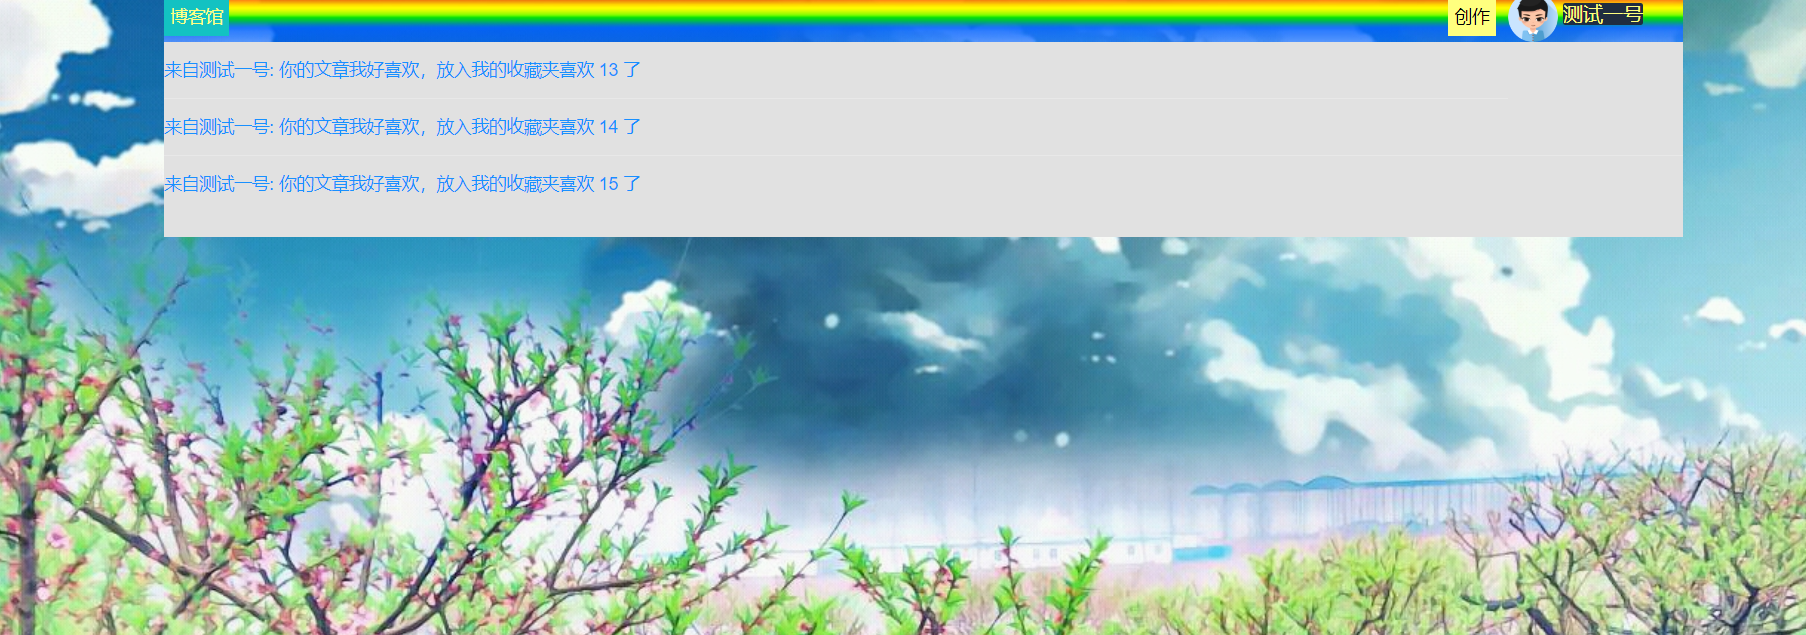 博客馆
创作
测试一号
来自测试一号: 你的文章我好喜欢，放入我的收藏夹喜欢 13 了
来自测试一号: 你的文章我好喜欢，放入我的收藏夹喜欢 14 了
来自测试一号: 你的文章我好喜欢，放入我的收藏夹喜欢 15 了